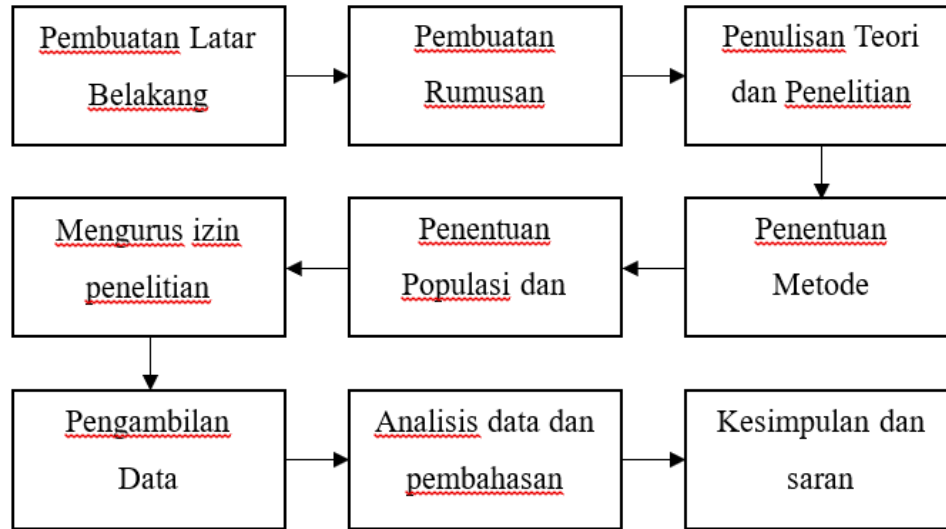 Pembuatan Latar
Belakang
Pembuatan
Rumusan
Penulisan Teori
dan Penelitian
Penentuan
Metode
Penentuan
Populasi dan
Mengurus izin
penelitian
Pengambilan
Data
Analisis data dan
pembahasan
Kesimpulan dan
saran